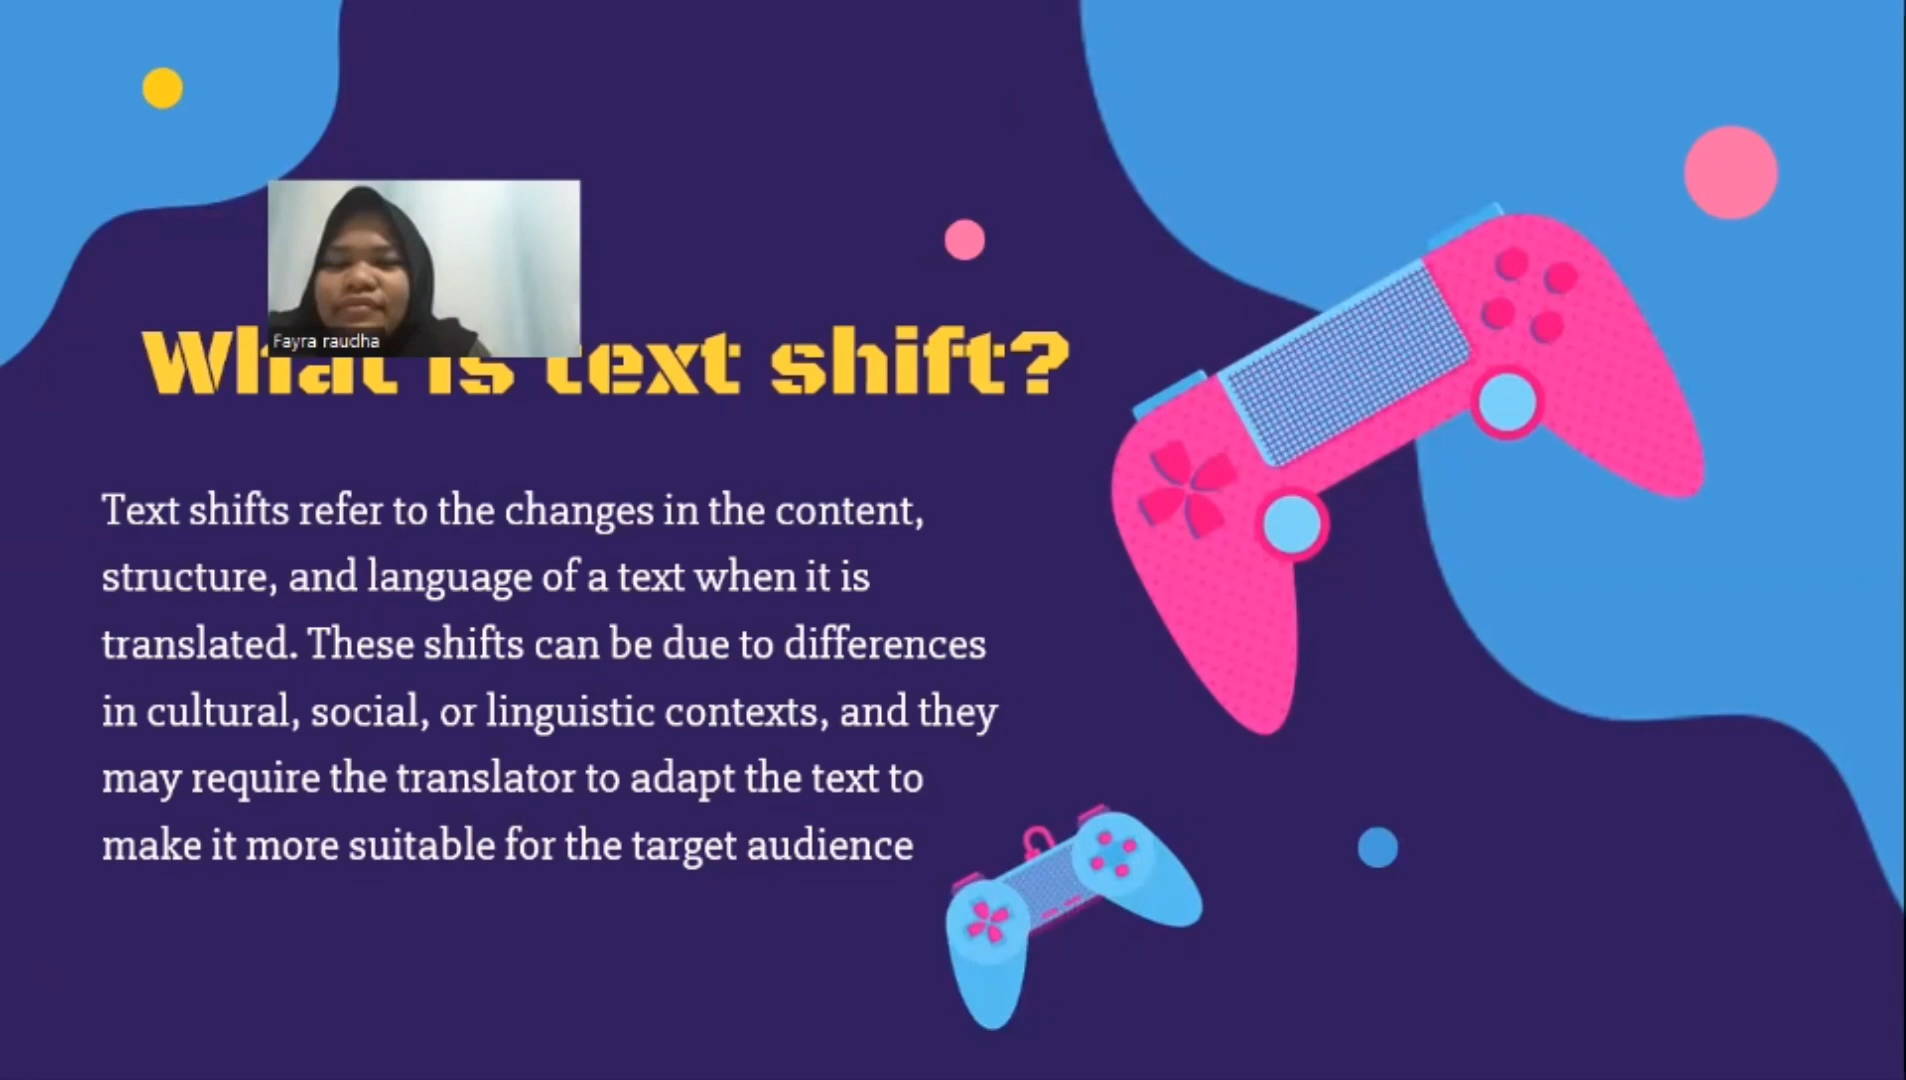 Fayra raudha
What is text shift?
Text shifts refer to the changes in the content,
structure, and language of a text when it is
translated. These shifts can be due to differences
in cultural, social, or linguistic contexts, and they
may require the translator to adapt the text to
make it more suitable for the target audience